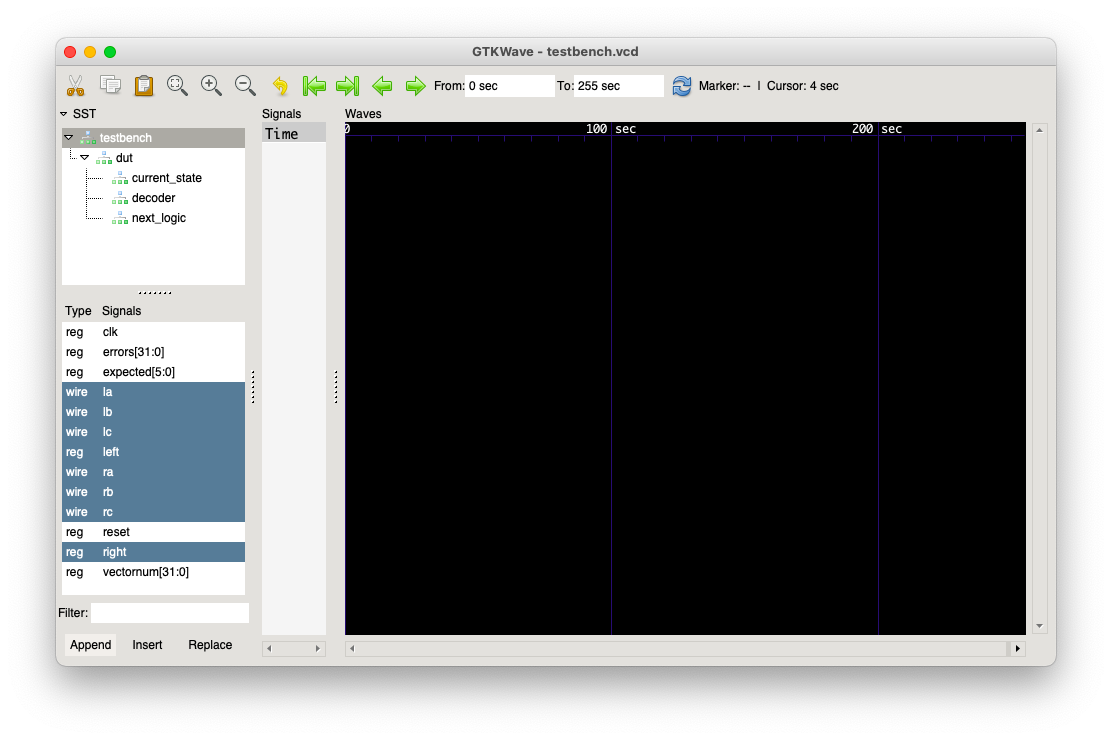 GTKWave - testbench.vcd
From: 0 sec To: 255 sec Marker: -- | Cursor: 4 sec
SST
testbench
dut
current_state
decoder
next_logic
Type Signals
reg clk
reg errors[31:0]
reg expected[5:0]
wire la
wire lb
wire lc
reg left
wire ra
wire rb
wire rc
reg reset
reg right
reg vectornum[31:0]
Filter:
Append Insert Replace
Signals
Time
Waves
0 100 sec 200 sec